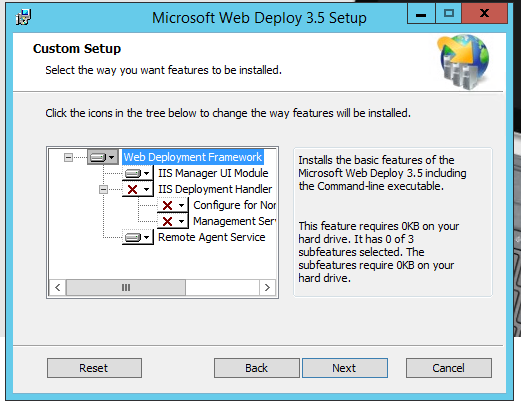 Microsoft Web Deploy 3.5 Setup
Custom Setup
Select the way you want features to be installed.
Click the icons in the tree below to change the way features will be installed.
Web Deployment Framework
IIS Manager UI Module
IIS Deployment Handler
Configure for Nor
Management Serv
Remote Agent Service
Installs the basic features of the
Microsoft Web Deploy 3.5 including
the Command-line executable.
This feature requires 0KB on your
hard drive. It has 0 of 3
subfeatures selected. The
subfeatures require 0KB on your
hard drive.
Reset
Back
Next
Cancel